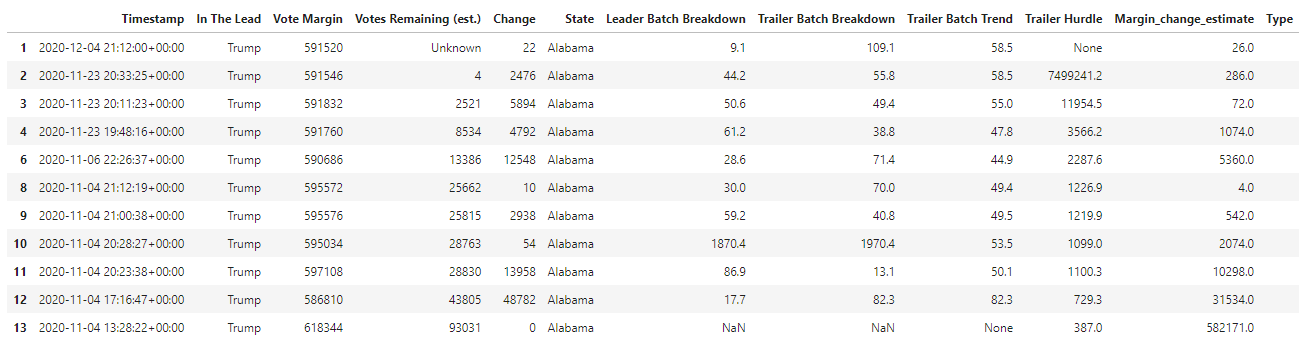 Timestamp In The Lead Vote Margin Votes Remaining (est.) Change State Leader Batch Breakdown Trailer Batch Breakdown Trailer Batch Trend Trailer Hurdle Margin_change_estimate Type
1 2020-12-04 21:12:00+00:00 Trump 591520 Unknown 22 Alabama 9.1 109.1 58.5 None 26.0
2 2020-11-23 20:33:25+00:00 Trump 591546 4 2476 Alabama 44.2 55.8 58.5 7499241.2 286.0
3 2020-11-23 20:11:23+00:00 Trump 591832 2521 5894 Alabama 50.6 49.4 55.0 11954.5 72.0
4 2020-11-23 19:48:16+00:00 Trump 591760 8534 4792 Alabama 61.2 38.8 47.8 3566.2 1074.0
6 2020-11-06 22:26:37+00:00 Trump 590686 13386 12548 Alabama 28.6 71.4 44.9 2287.6 5360.0
8 2020-11-04 21:12:19+00:00 Trump 595572 25662 10 Alabama 30.0 70.0 49.4 1226.9 4.0
9 2020-11-04 21:00:38+00:00 Trump 595576 25815 2938 Alabama 59.2 40.8 49.5 1219.9 542.0
10 2020-11-04 20:28:27+00:00 Trump 595034 28763 54 Alabama 1870.4 1970.4 53.5 1099.0 2074.0
11 2020-11-04 20:23:38+00:00 Trump 597108 28830 13958 Alabama 86.9 13.1 50.1 1100.3 10298.0
12 2020-11-04 17:16:47+00:00 Trump 586810 43805 48782 Alabama 17.7 82.3 82.3 729.3 31534.0
13 2020-11-04 13:28:22+00:00 Trump 618344 93031 0 Alabama NaN NaN None 387.0 582171.0